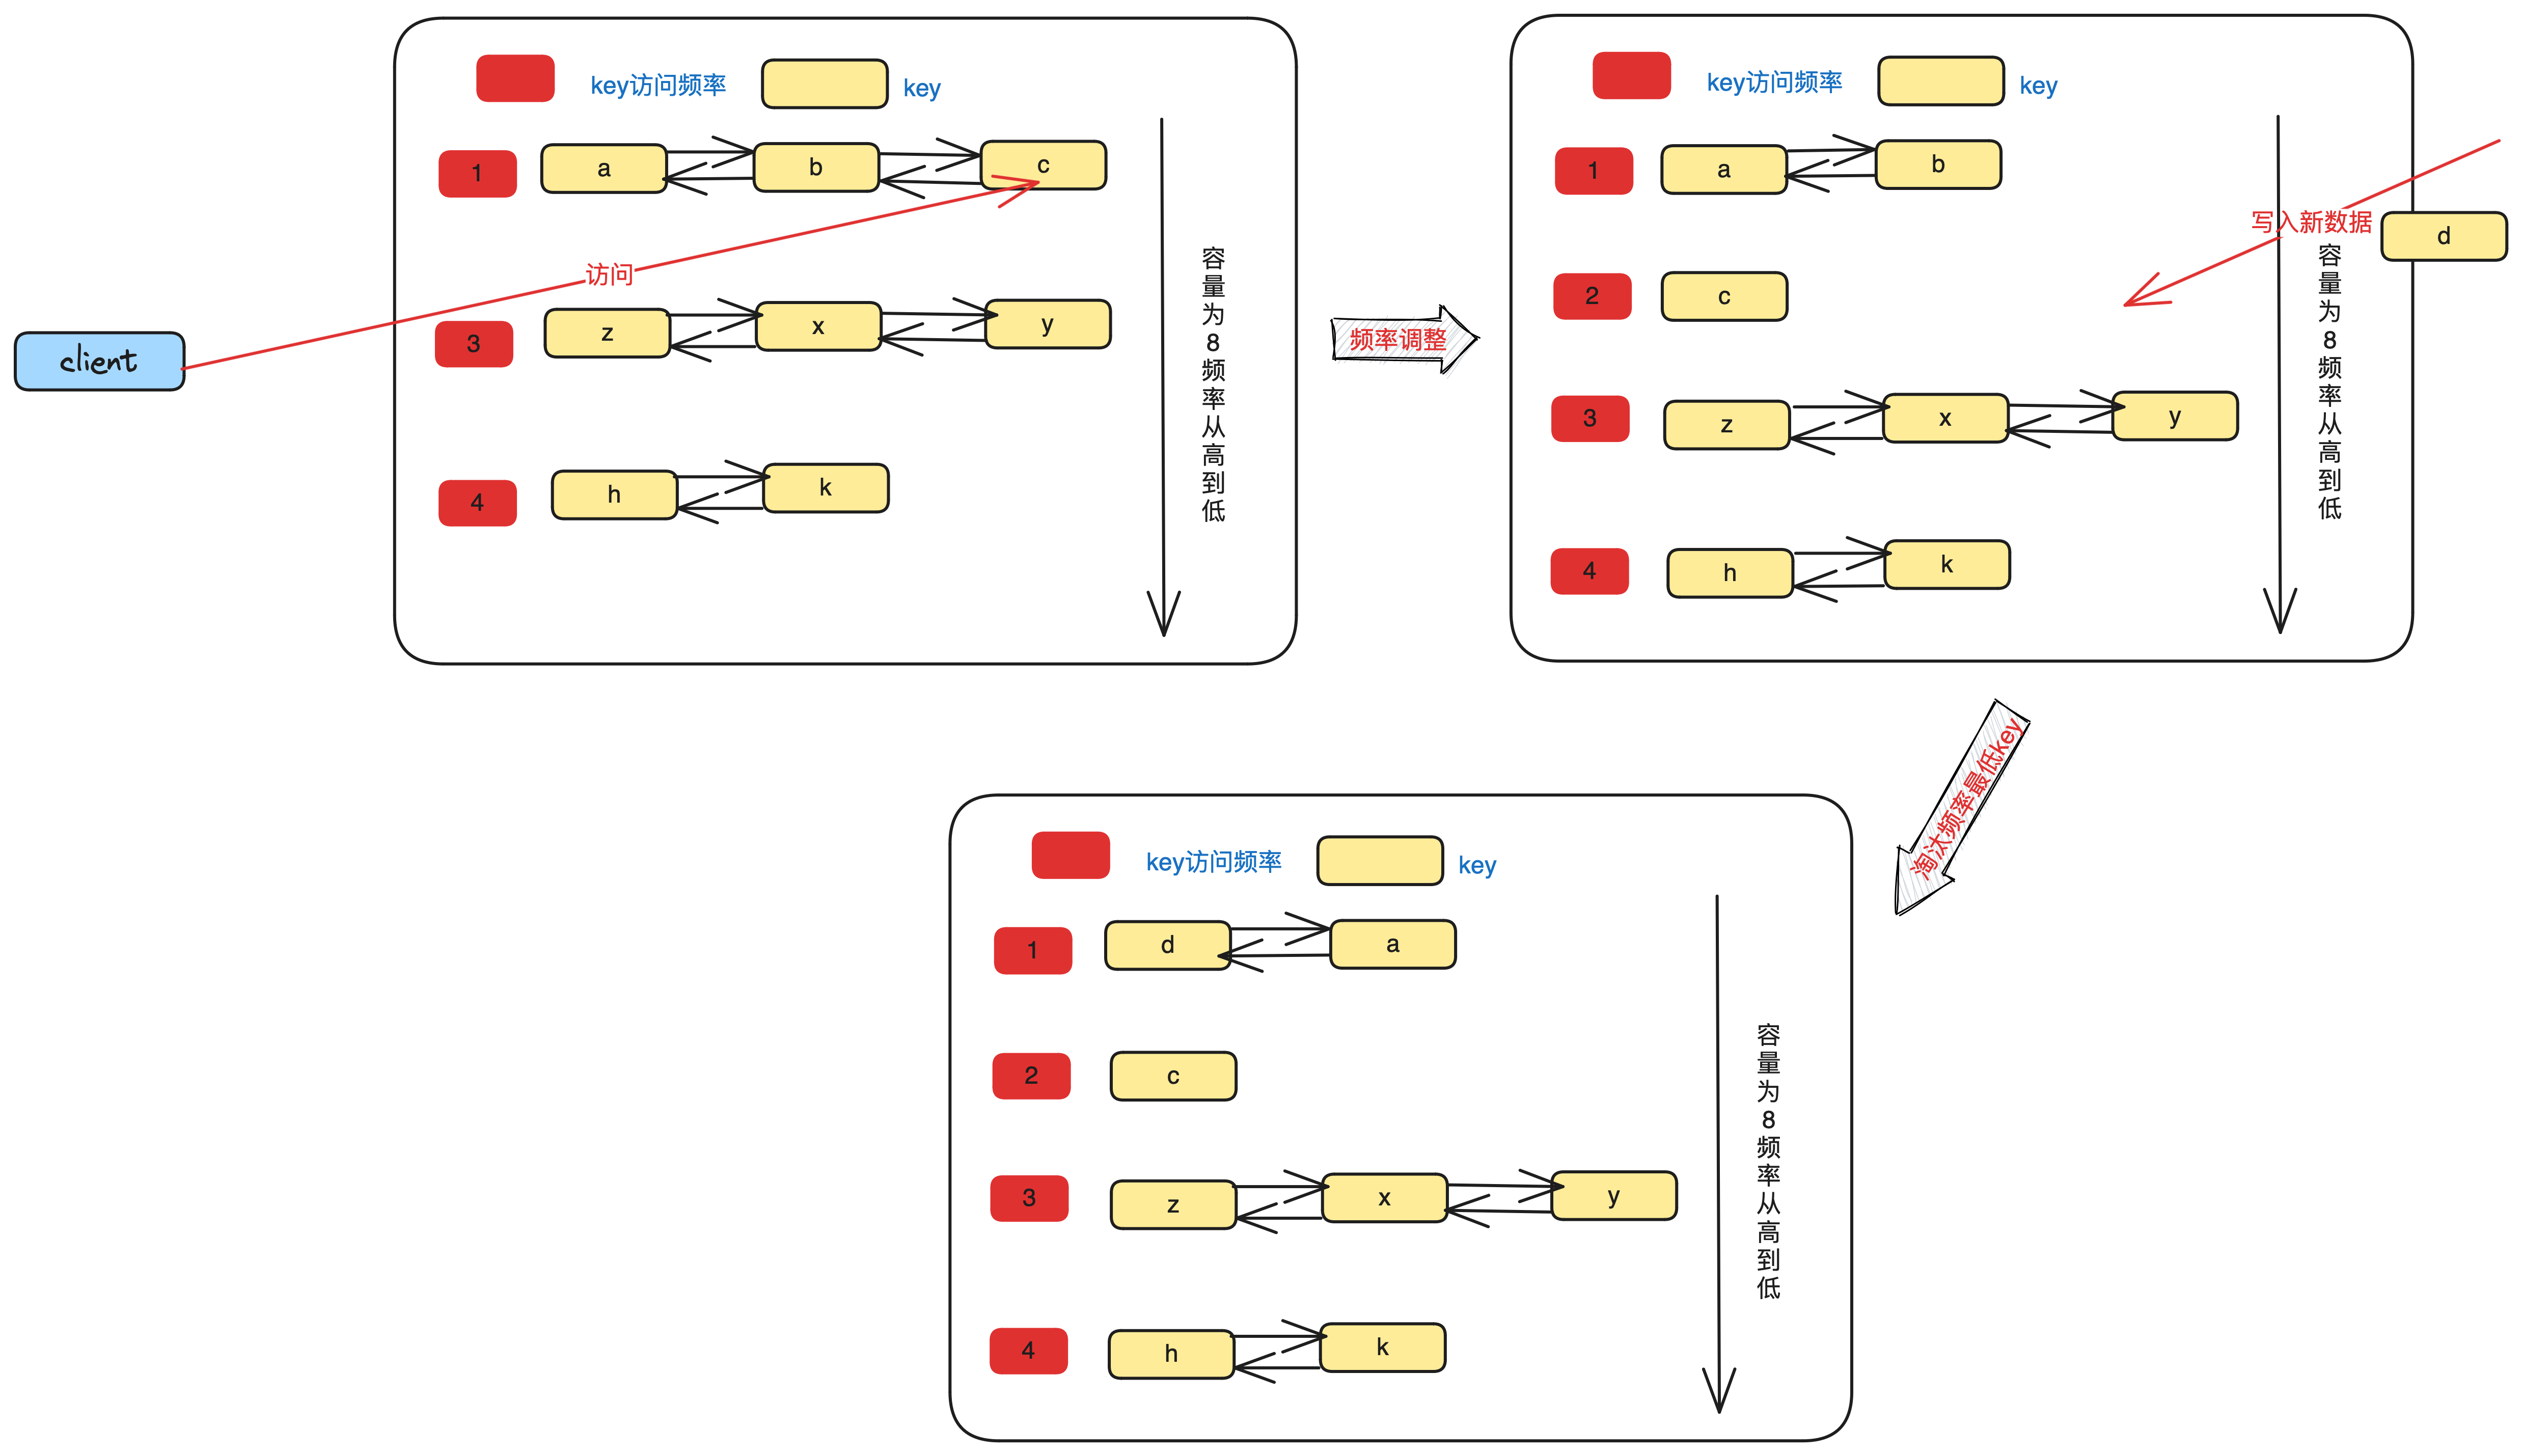 key访问频率
key
1
a
b
c
访问
3
z
x
y
client
4
h
k
容
量
为
8
频
率
从
高
到
低
频率调整
key访问频率
key
1
a
b
写入新数据
d
2
c
3
z
x
y
4
h
k
容
量
为
8
频
率
从
高
到
低
淘汰频率最低key
key访问频率
key
1
d
a
2
c
3
z
x
y
4
h
k
容
量
为
8
频
率
从
高
到
低